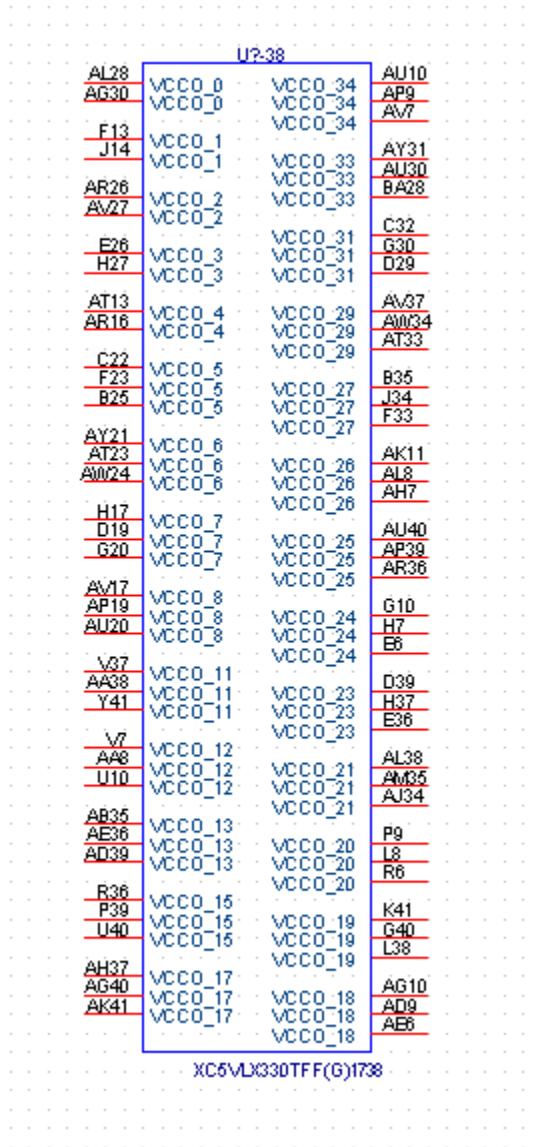 U?-38
AL28 VCCO_0 VCCO_34 AU10
AG30 VCCO_0 VCCO_34 AP9
VCCO_34 AV7
F13 VCCO_1
J14 VCCO_1 VCCO_33 AY31
VCCO_33 AU30
AR26 VCCO_2 VCCO_33 BA28
AV27 VCCO_2
VCCO_31 C32
E26 VCCO_3 VCCO_31 G30
H27 VCCO_3 VCCO_31 D29
AT13 VCCO_4 VCCO_29 AV37
AR16 VCCO_4 VCCO_29 AW34
VCCO_29 AT33
C22 VCCO_5
F23 VCCO_5 VCCO_27 B35
B25 VCCO_5 VCCO_27 J34
VCCO_27 F33
AY21 VCCO_6
AT23 VCCO_6 VCCO_26 AK11
AW24 VCCO_6 VCCO_26 AL8
VCCO_26 AH7
H17 VCCO_7
D19 VCCO_7 VCCO_25 AU40
G20 VCCO_7 VCCO_25 AP39
VCCO_25 AR36
AV17 VCCO_8
AP19 VCCO_8 VCCO_24 G10
AU20 VCCO_8 VCCO_24 H7
VCCO_24 E6
V37 VCCO_11
AA38 VCCO_11 VCCO_23 D39
Y41 VCCO_11 VCCO_23 H37
VCCO_23 E36
V7 VCCO_12
AA8 VCCO_12 VCCO_21 AL38
U10 VCCO_12 VCCO_21 AM35
VCCO_21 AJ34
AB35 VCCO_13
AE36 VCCO_13 VCCO_20 P9
AD39 VCCO_13 VCCO_20 L8
VCCO_20 R6
R36 VCCO_15
P39 VCCO_15 VCCO_19 K41
U40 VCCO_15 VCCO_19 G40
VCCO_19 L38
AH37 VCCO_17
AG40 VCCO_17 VCCO_18 AG10
AK41 VCCO_17 VCCO_18 AD9
VCCO_18 AE6
XC5VLX330TFF(G)1738